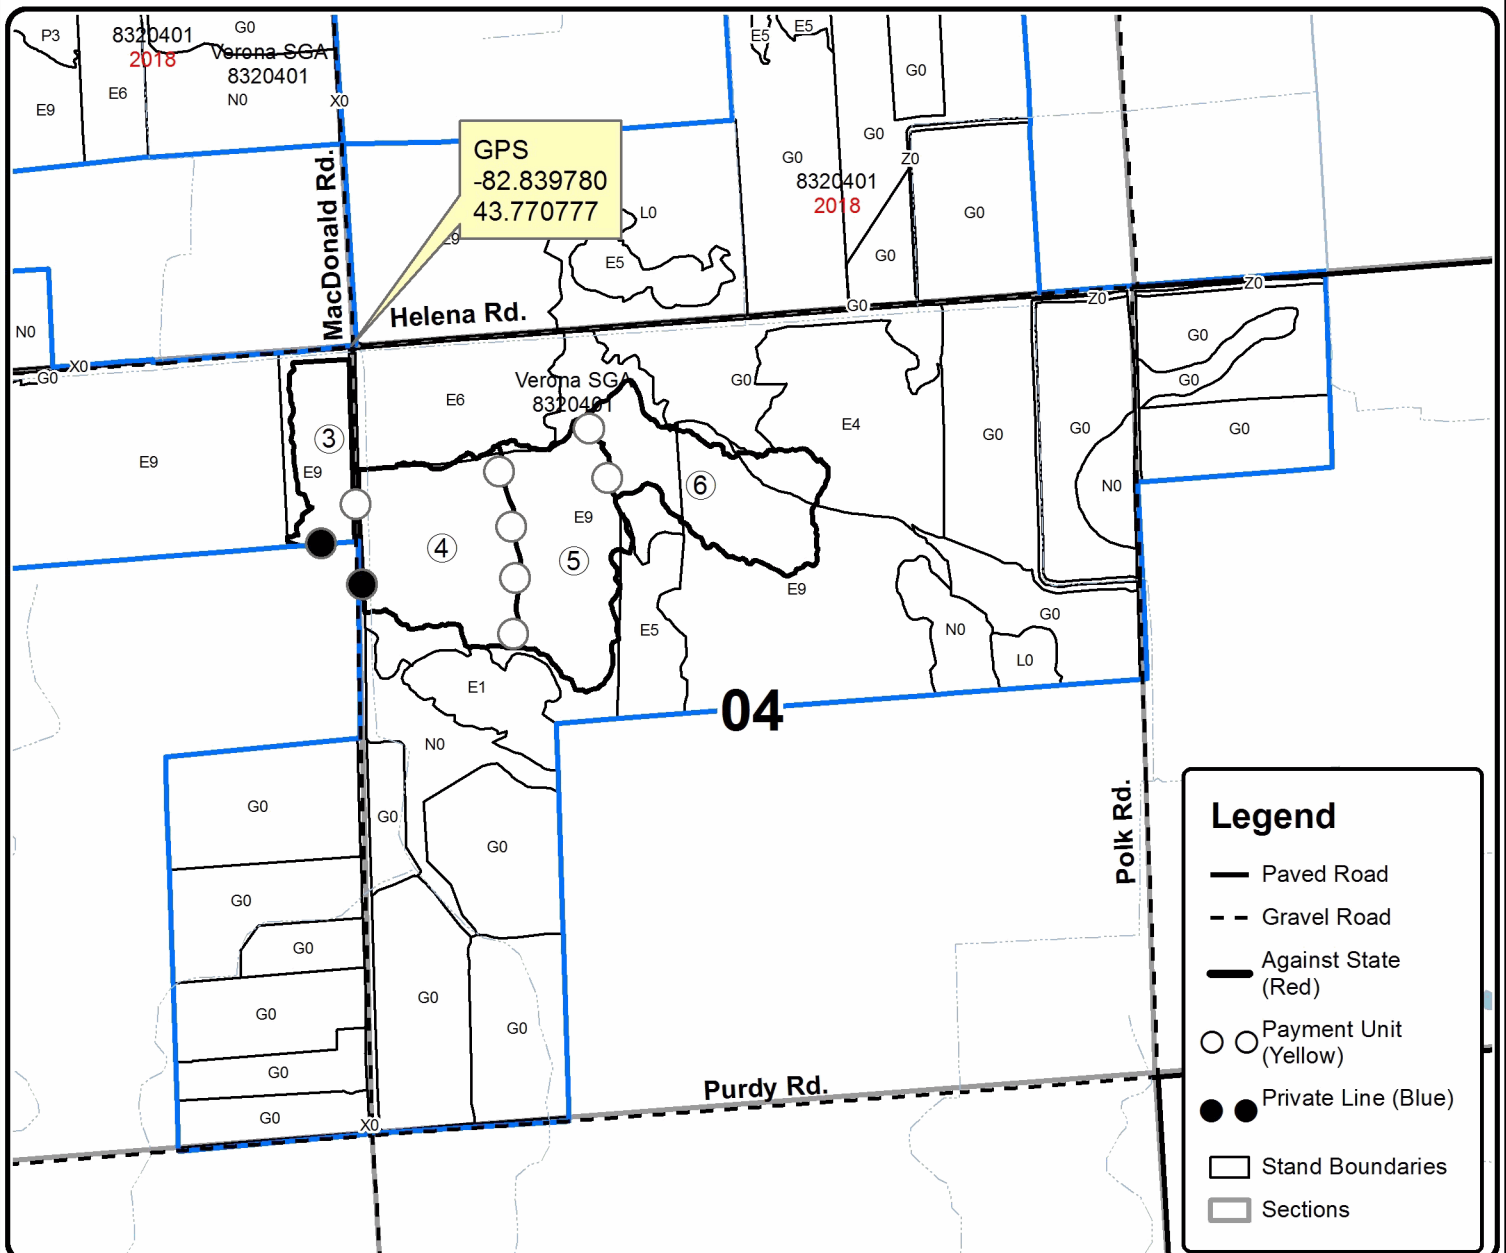 P3
8320401
2018
G0
Verona SGA
8320401
N0
E9
E6
X0
E5
E5
G0
G0
Z0
G0
8320401
2018
G0
G0
GPS
-82.839780
43.770777
L0
E5
MacDonald Rd.
Helena Rd.
N0
X0
G0
G0
Z0
Z0
G0
G0
G0
Verona SGA
8320401
E6
G0
E4
G0
G0
N0
E9
3
E9
4
E9
5
6
E9
E5
N0
G0
L0
E1
N0
04
G0
G0
G0
G0
G0
G0
G0
G0
G0
G0
X0
Purdy Rd.
Polk Rd.
Legend
Paved Road
Gravel Road
Against State
(Red)
Payment Unit
(Yellow)
Private Line (Blue)
Stand Boundaries
Sections